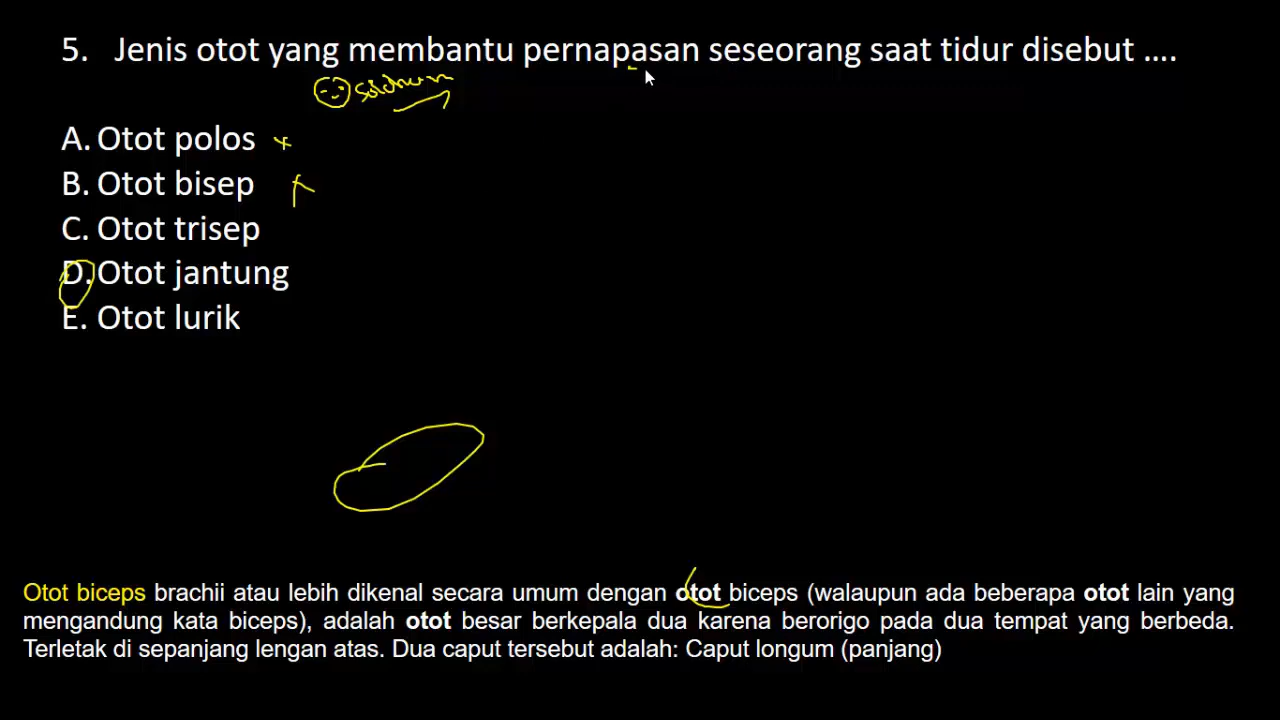 5. Jenis otot yang membantu pernapasan seseorang saat tidur disebut ....
A. Otot polos
B. Otot bisep
C. Otot trisep
D. Otot jantung
E. Otot lurik
Otot biceps brachii atau lebih dikenal secara umum dengan otot biceps (walaupun ada beberapa otot lain yang
mengandung kata biceps), adalah otot besar berkepala dua karena berorigo pada dua tempat yang berbeda.
Terletak di sepanjang lengan atas. Dua caput tersebut adalah: Caput longum (panjang)